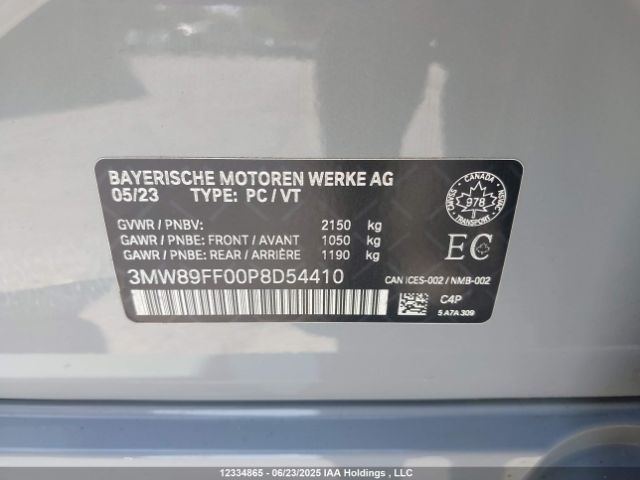 BAYERISCHE MOTOREN WERKE AG
05/23 TYPE: PC / VT
GVWR / PNBV: 2150 kg
GAWR / PNBE: FRONT / AVANT 1050 kg
GAWR / PNBE: REAR / ARRIÈRE 1190 kg
3MW89FF00P8D54410
CANADA
978
TRANSPORT
EC
CAN ICES-002 / NMB-002
C4P
5 A7A 309
12334865 - 06/23/2025 IAA Holdings , LLC